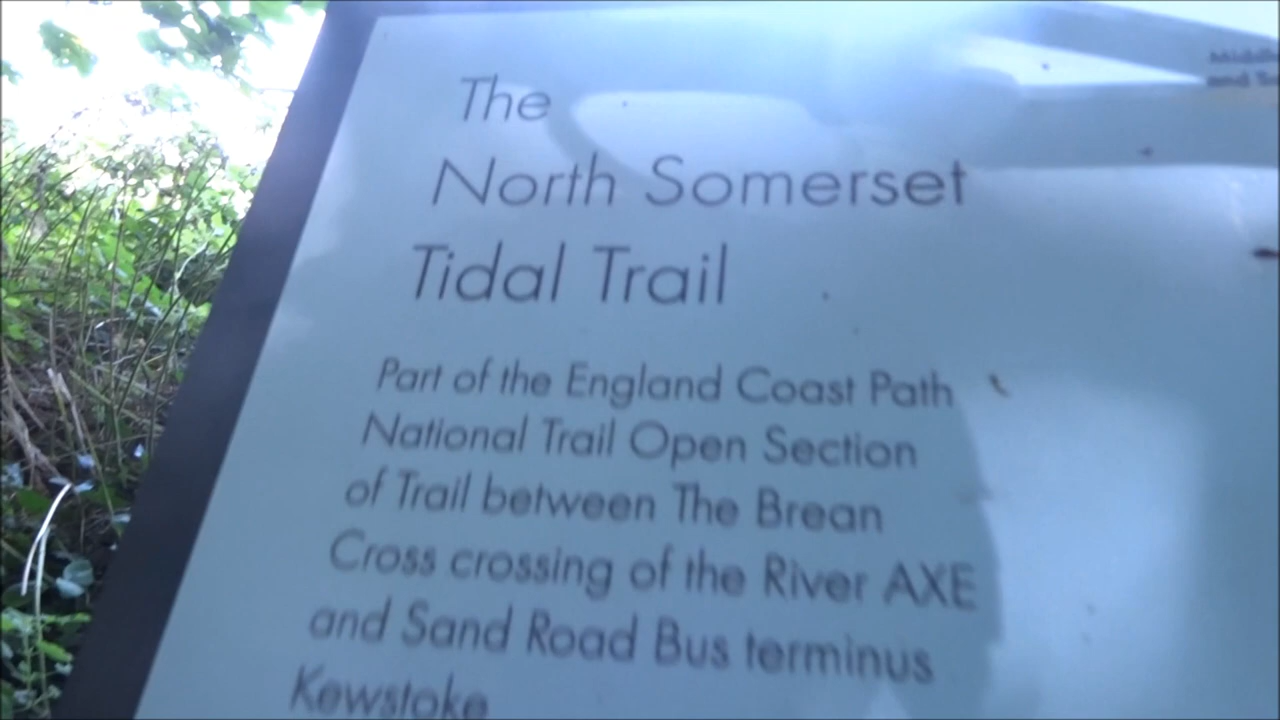 The
North Somerset
Tidal Trail
Part of the England Coast Path
National Trail Open Section
of Trail between The Brean
Cross crossing of the River AXE
and Sand Road Bus terminus
Kewstoke
and